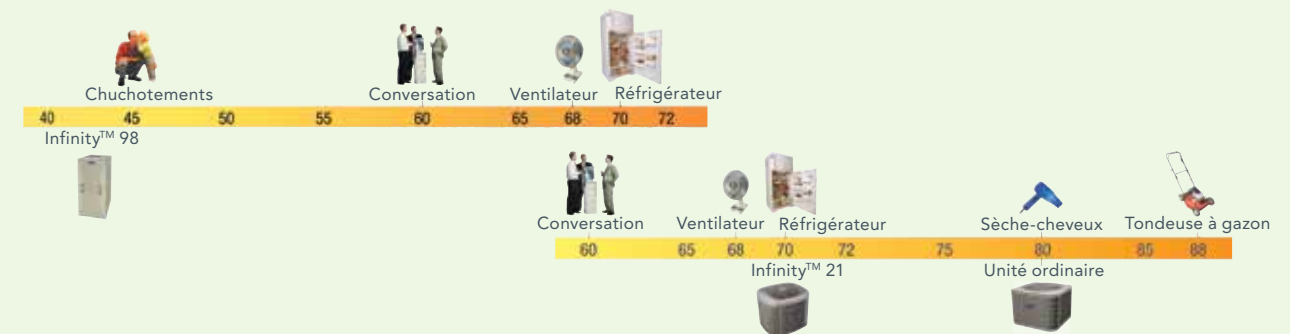 Chuchotements Conversation Ventilateur Réfrigérateur
40 45 50 55 60 65 68 70 72
Infinity™ 98
Conversation Ventilateur Réfrigérateur Sèche-cheveux Tondeuse à gazon
60 65 68 70 72 75 80 85 88
Infinity™ 21 Unité ordinaire